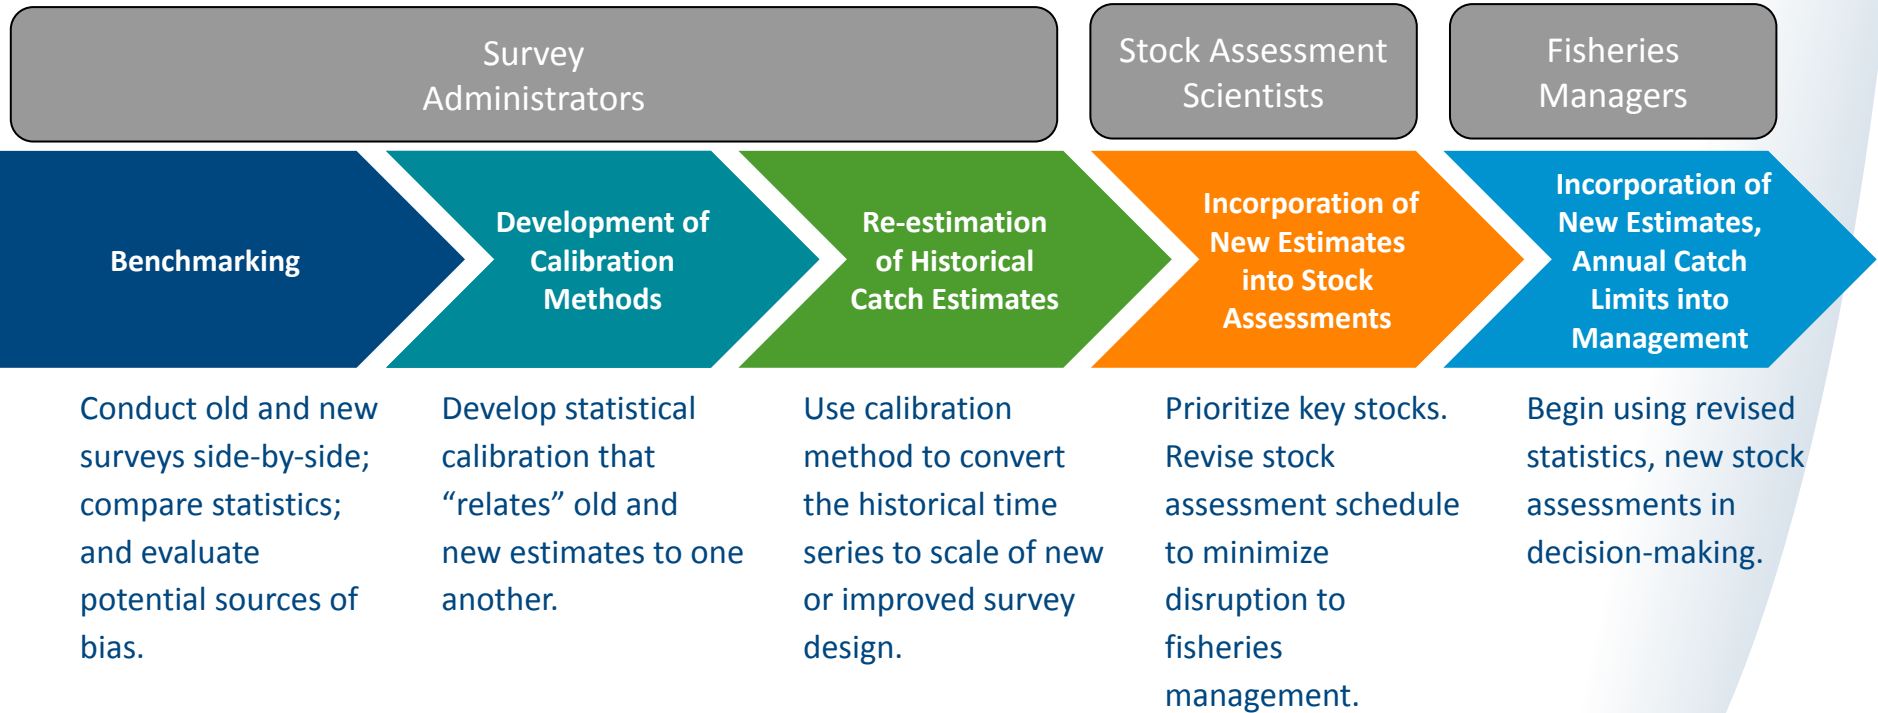 Survey
Administrators
Stock Assessment
Scientists
Fisheries
Managers
Benchmarking
Development of
Calibration
Methods
Re-estimation
of Historical
Catch Estimates
Incorporation of
New Estimates
into Stock
Assessments
Incorporation of
New Estimates,
Annual Catch
Limits into
Management
Conduct old and new
surveys side-by-side;
compare statistics;
and evaluate
potential sources of
bias.
Develop statistical
calibration that
“relates” old and
new estimates to one
another.
Use calibration
method to convert
the historical time
series to scale of new
or improved survey
design.
Prioritize key stocks.
Revise stock
assessment schedule
to minimize
disruption to
fisheries
management.
Begin using revised
statistics, new stock
assessments in
decision-making.